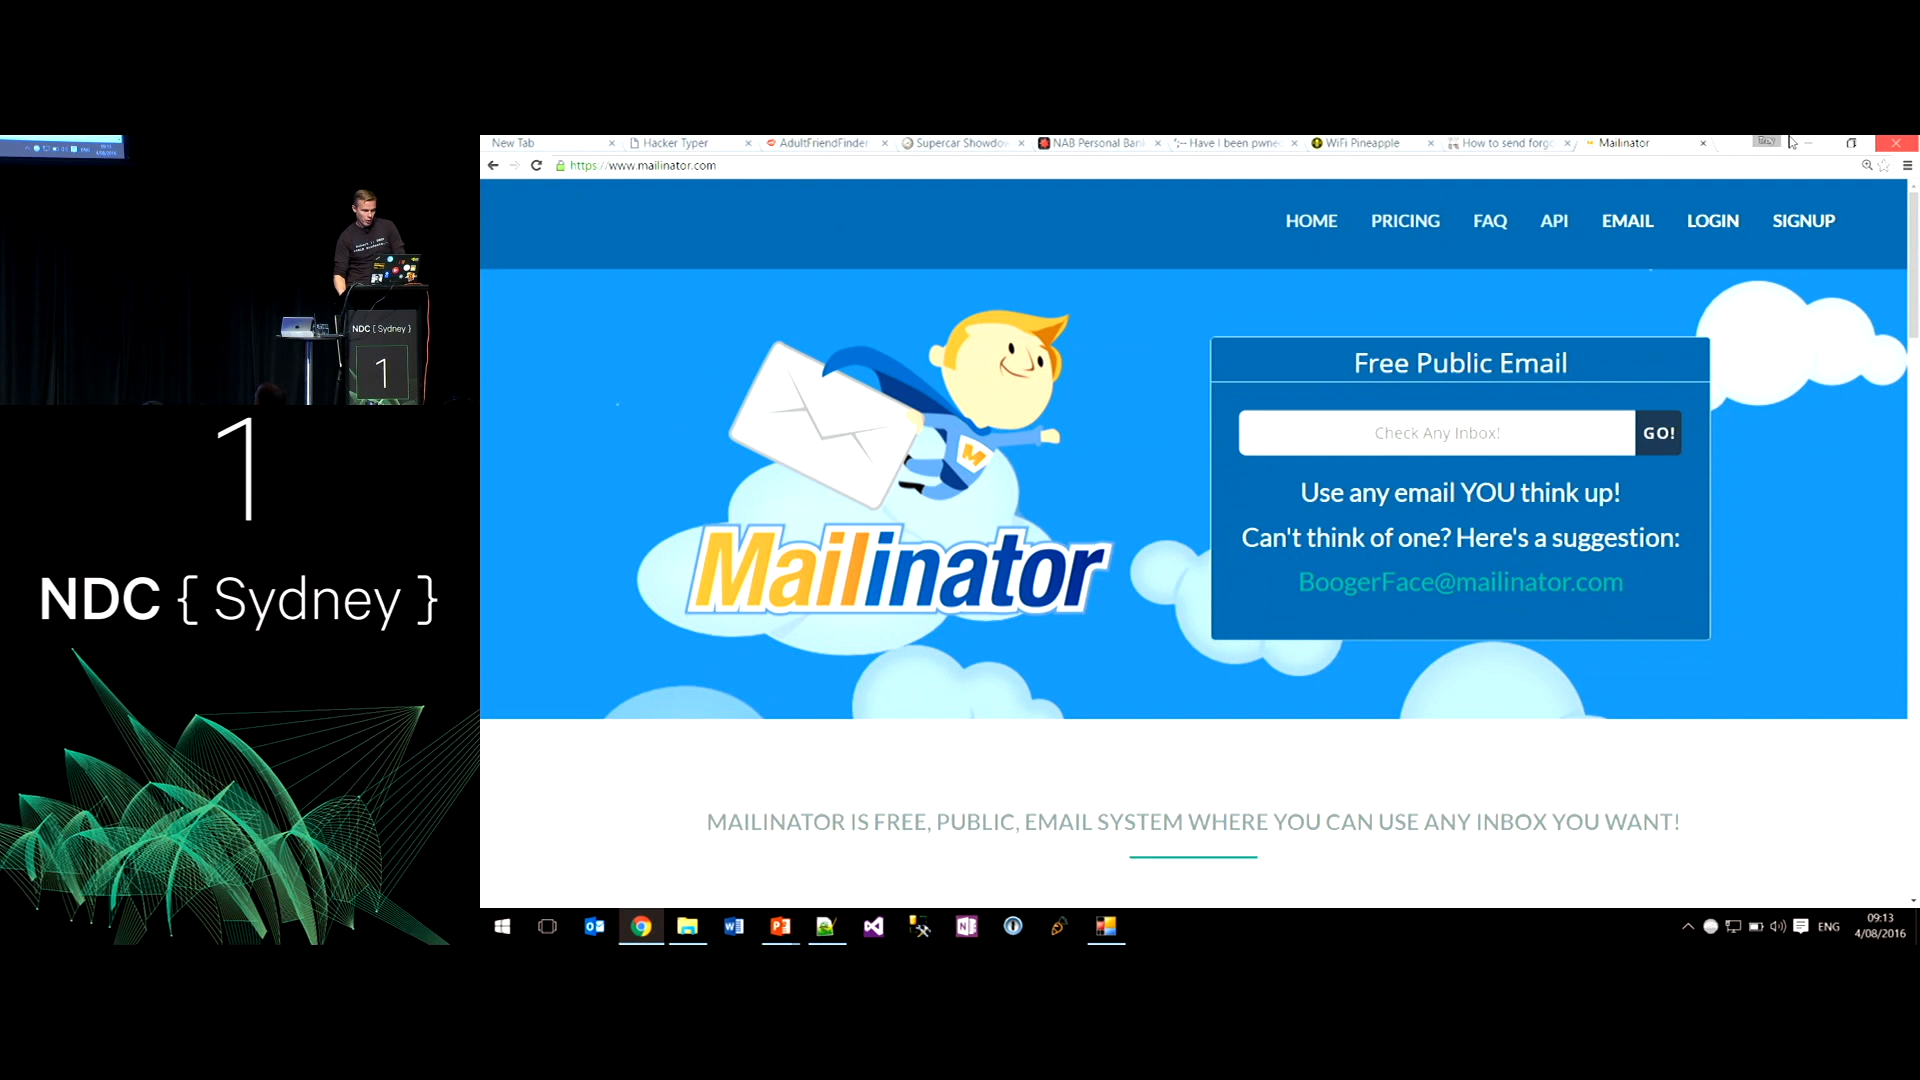 New Tab
Hacker Typer
AdultFriendFinder
Supercar Showdow
NAB Personal Ban
Have I been pwne
WiFi Pineapple
How to send forgo
Mailinator
Troy
https://www.mailinator.com
HOME PRICING FAQ API EMAIL LOGIN SIGNUP
Free Public Email
Check Any Inbox!
GO!
Use any email YOU think up!
Can't think of one? Here's a suggestion:
BoogerFace@mailinator.com
M
Mailinator
MAILINATOR IS FREE, PUBLIC, EMAIL SYSTEM WHERE YOU CAN USE ANY INBOX YOU WANT!
ENG
09:13
4/08/2016
NDC { Sydney }
1
1
NDC { Sydney }